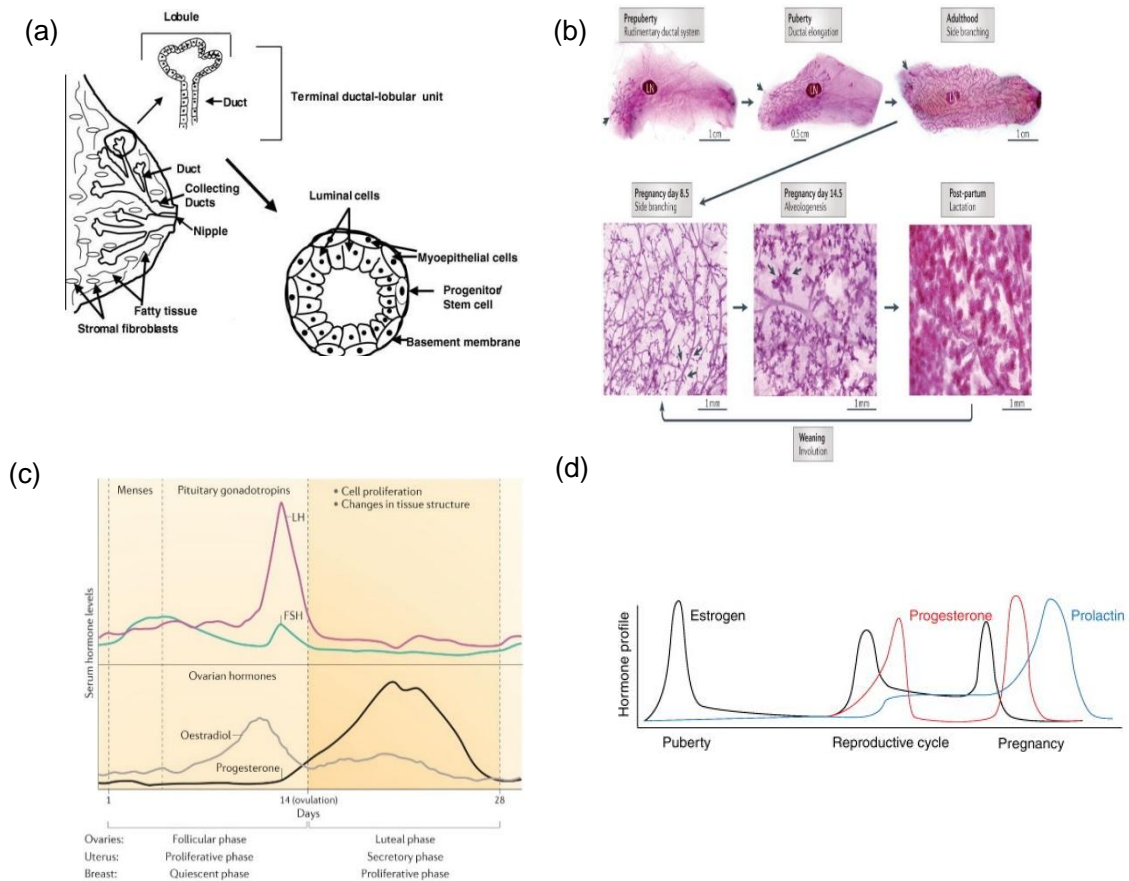 (a)
Lobule
Duct
Terminal ductal-lobular unit
Duct
Collecting
Ducts
Nipple
Fatty tissue
Stromal fibroblasts
Luminal cells
Myoepithelial cells
Progenitor/
Stem cell
Basement membrane
(b)
Prepuberty
Rudimentary ductal system
Puberty
Ductal elongation
Adulthood
Side branching
LN
LN
L
1 cm
0.5 cm
1 cm
Pregnancy day 8.5
Side branching
Pregnancy day 14.5
Alveologenesis
Post-partum
Lactation
1 mm
1 mm
1 mm
Weaning
Involution
(c)
Menses
Pituitary gonadotropins
• Cell proliferation
• Changes in tissue structure
LH
FSH
Serum hormone levels
Ovarian hormones
Oestradiol
Progesterone
1
14 (ovulation)
28
Days
Ovaries: Follicular phase Luteal phase
Uterus: Proliferative phase Secretory phase
Breast: Quiescent phase Proliferative phase
(d)
Hormone profile
Estrogen
Progesterone
Prolactin
Puberty
Reproductive cycle
Pregnancy